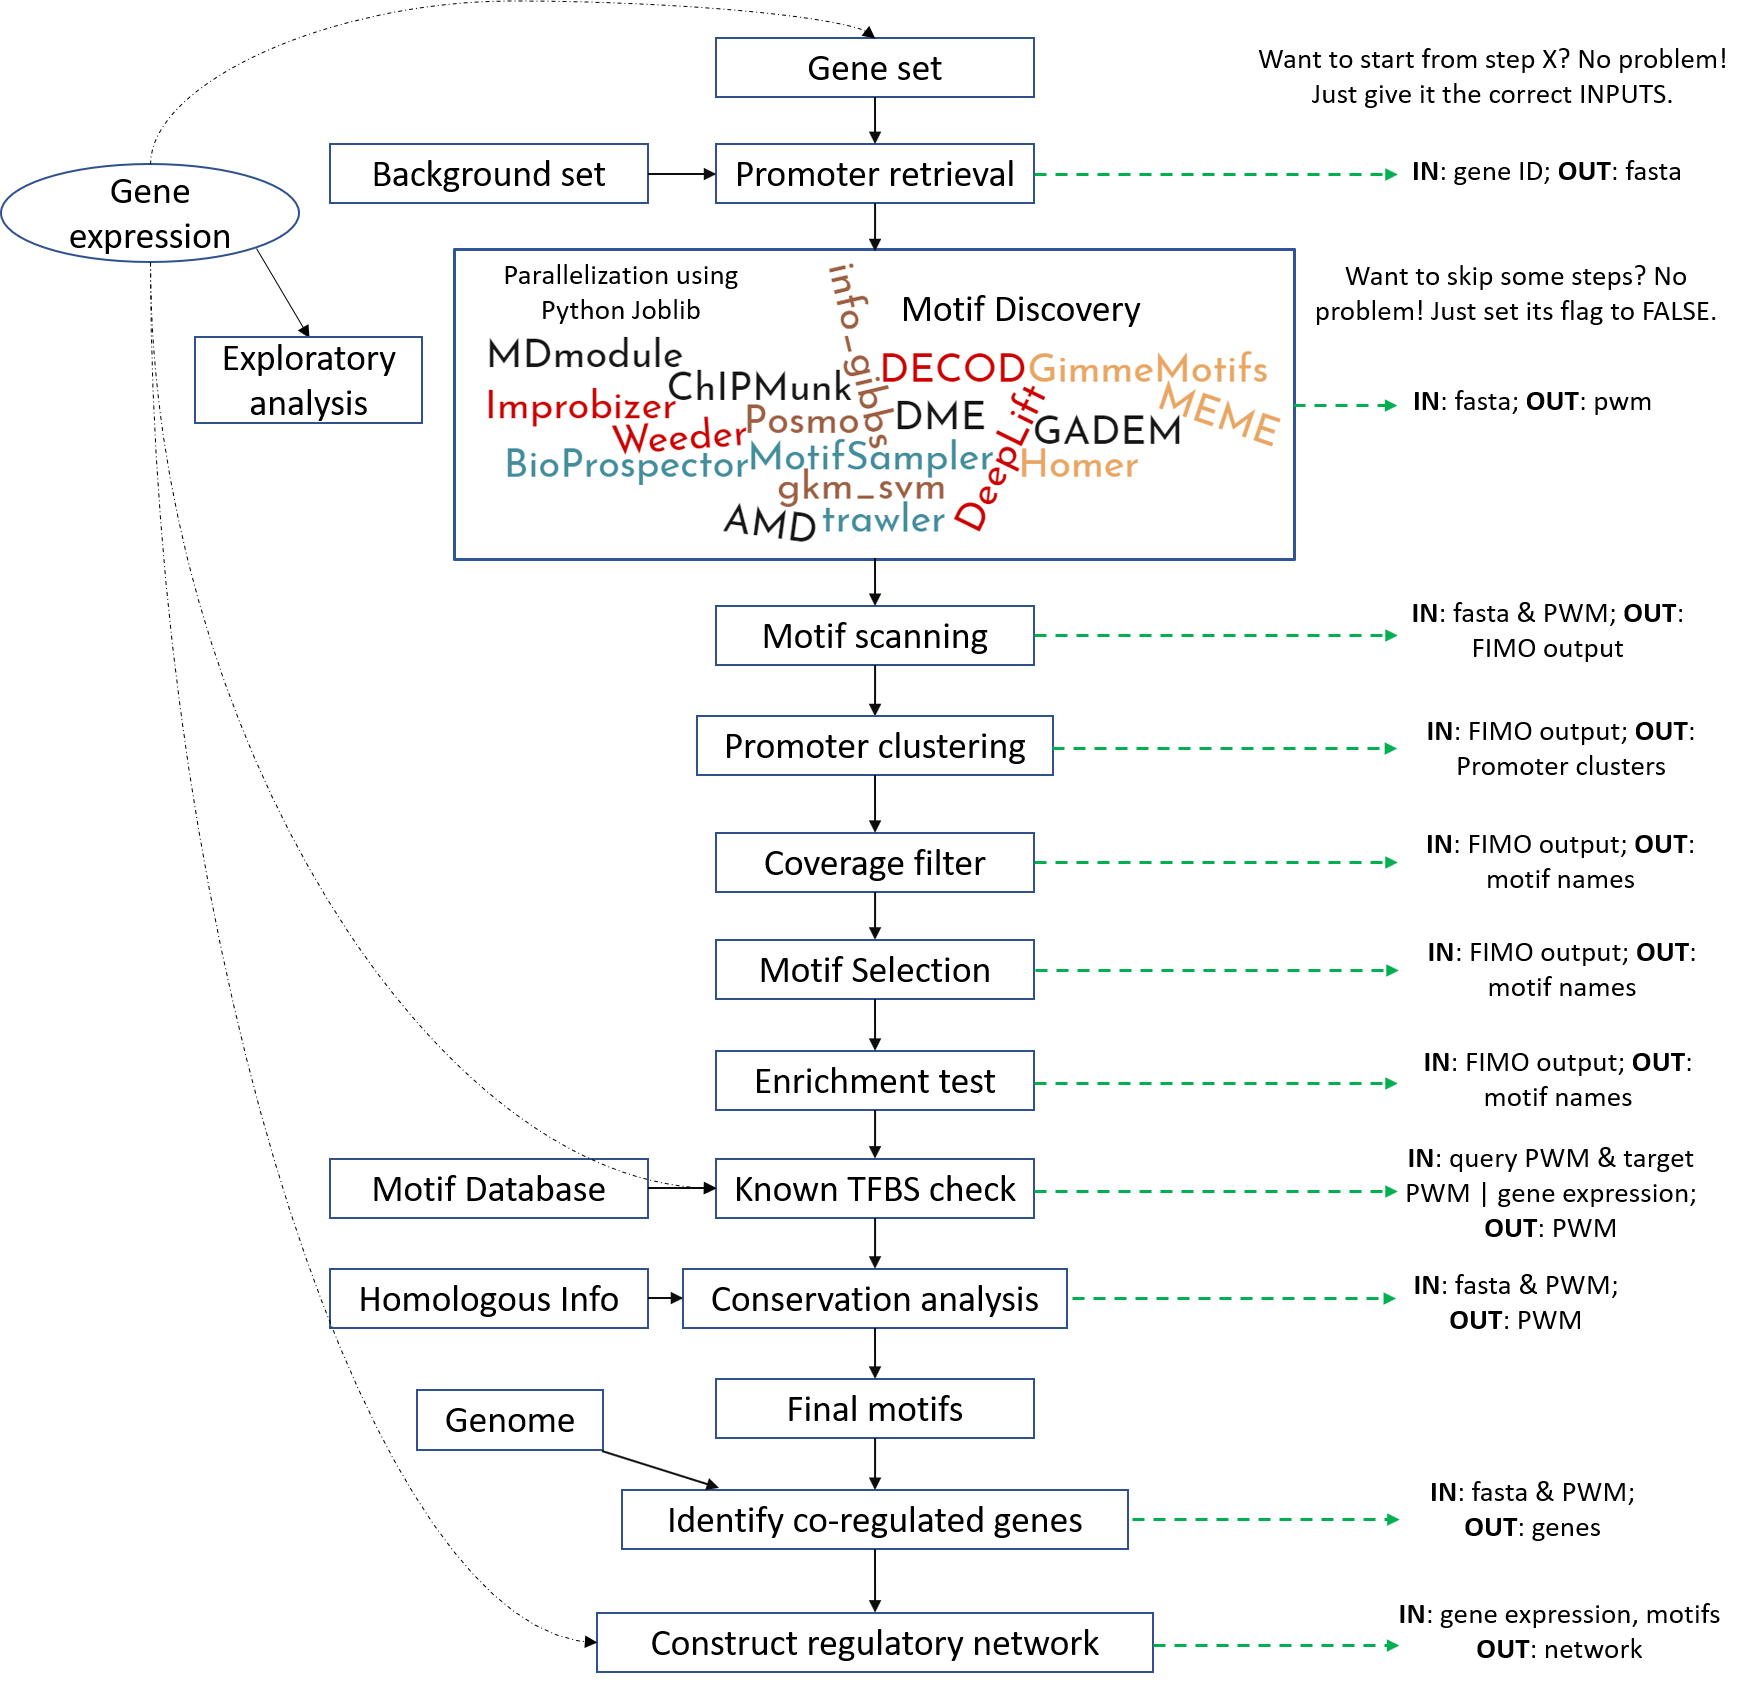 Gene set
Want to start from step X? No problem!
Just give it the correct INPUTS.
Gene
expression
Background set
Promoter retrieval
IN: gene ID; OUT: fasta
Exploratory
analysis
Parallelization using
Python Joblib
Motif Discovery
Want to skip some steps? No
problem! Just set its flag to FALSE.
info-gibbs
MDmodule
ChIPMunk
DECOD
GimmeMotifs
Improbizer
Posmo
DME
DeepLift
GADEM
MEME
Weeder
BioProspector
MotifSampler
Homer
gkm_svm
AMD
trawler
IN: fasta; OUT: pwm
Motif scanning
IN: fasta & PWM; OUT:
FIMO output
Promoter clustering
IN: FIMO output; OUT:
Promoter clusters
Coverage filter
IN: FIMO output; OUT:
motif names
Motif Selection
IN: FIMO output; OUT:
motif names
Enrichment test
IN: FIMO output; OUT:
motif names
Motif Database
Known TFBS check
IN: query PWM & target
PWM | gene expression;
OUT: PWM
Homologous Info
Conservation analysis
IN: fasta & PWM;
OUT: PWM
Final motifs
Genome
Identify co-regulated genes
IN: fasta & PWM;
OUT: genes
Construct regulatory network
IN: gene expression, motifs
OUT: network